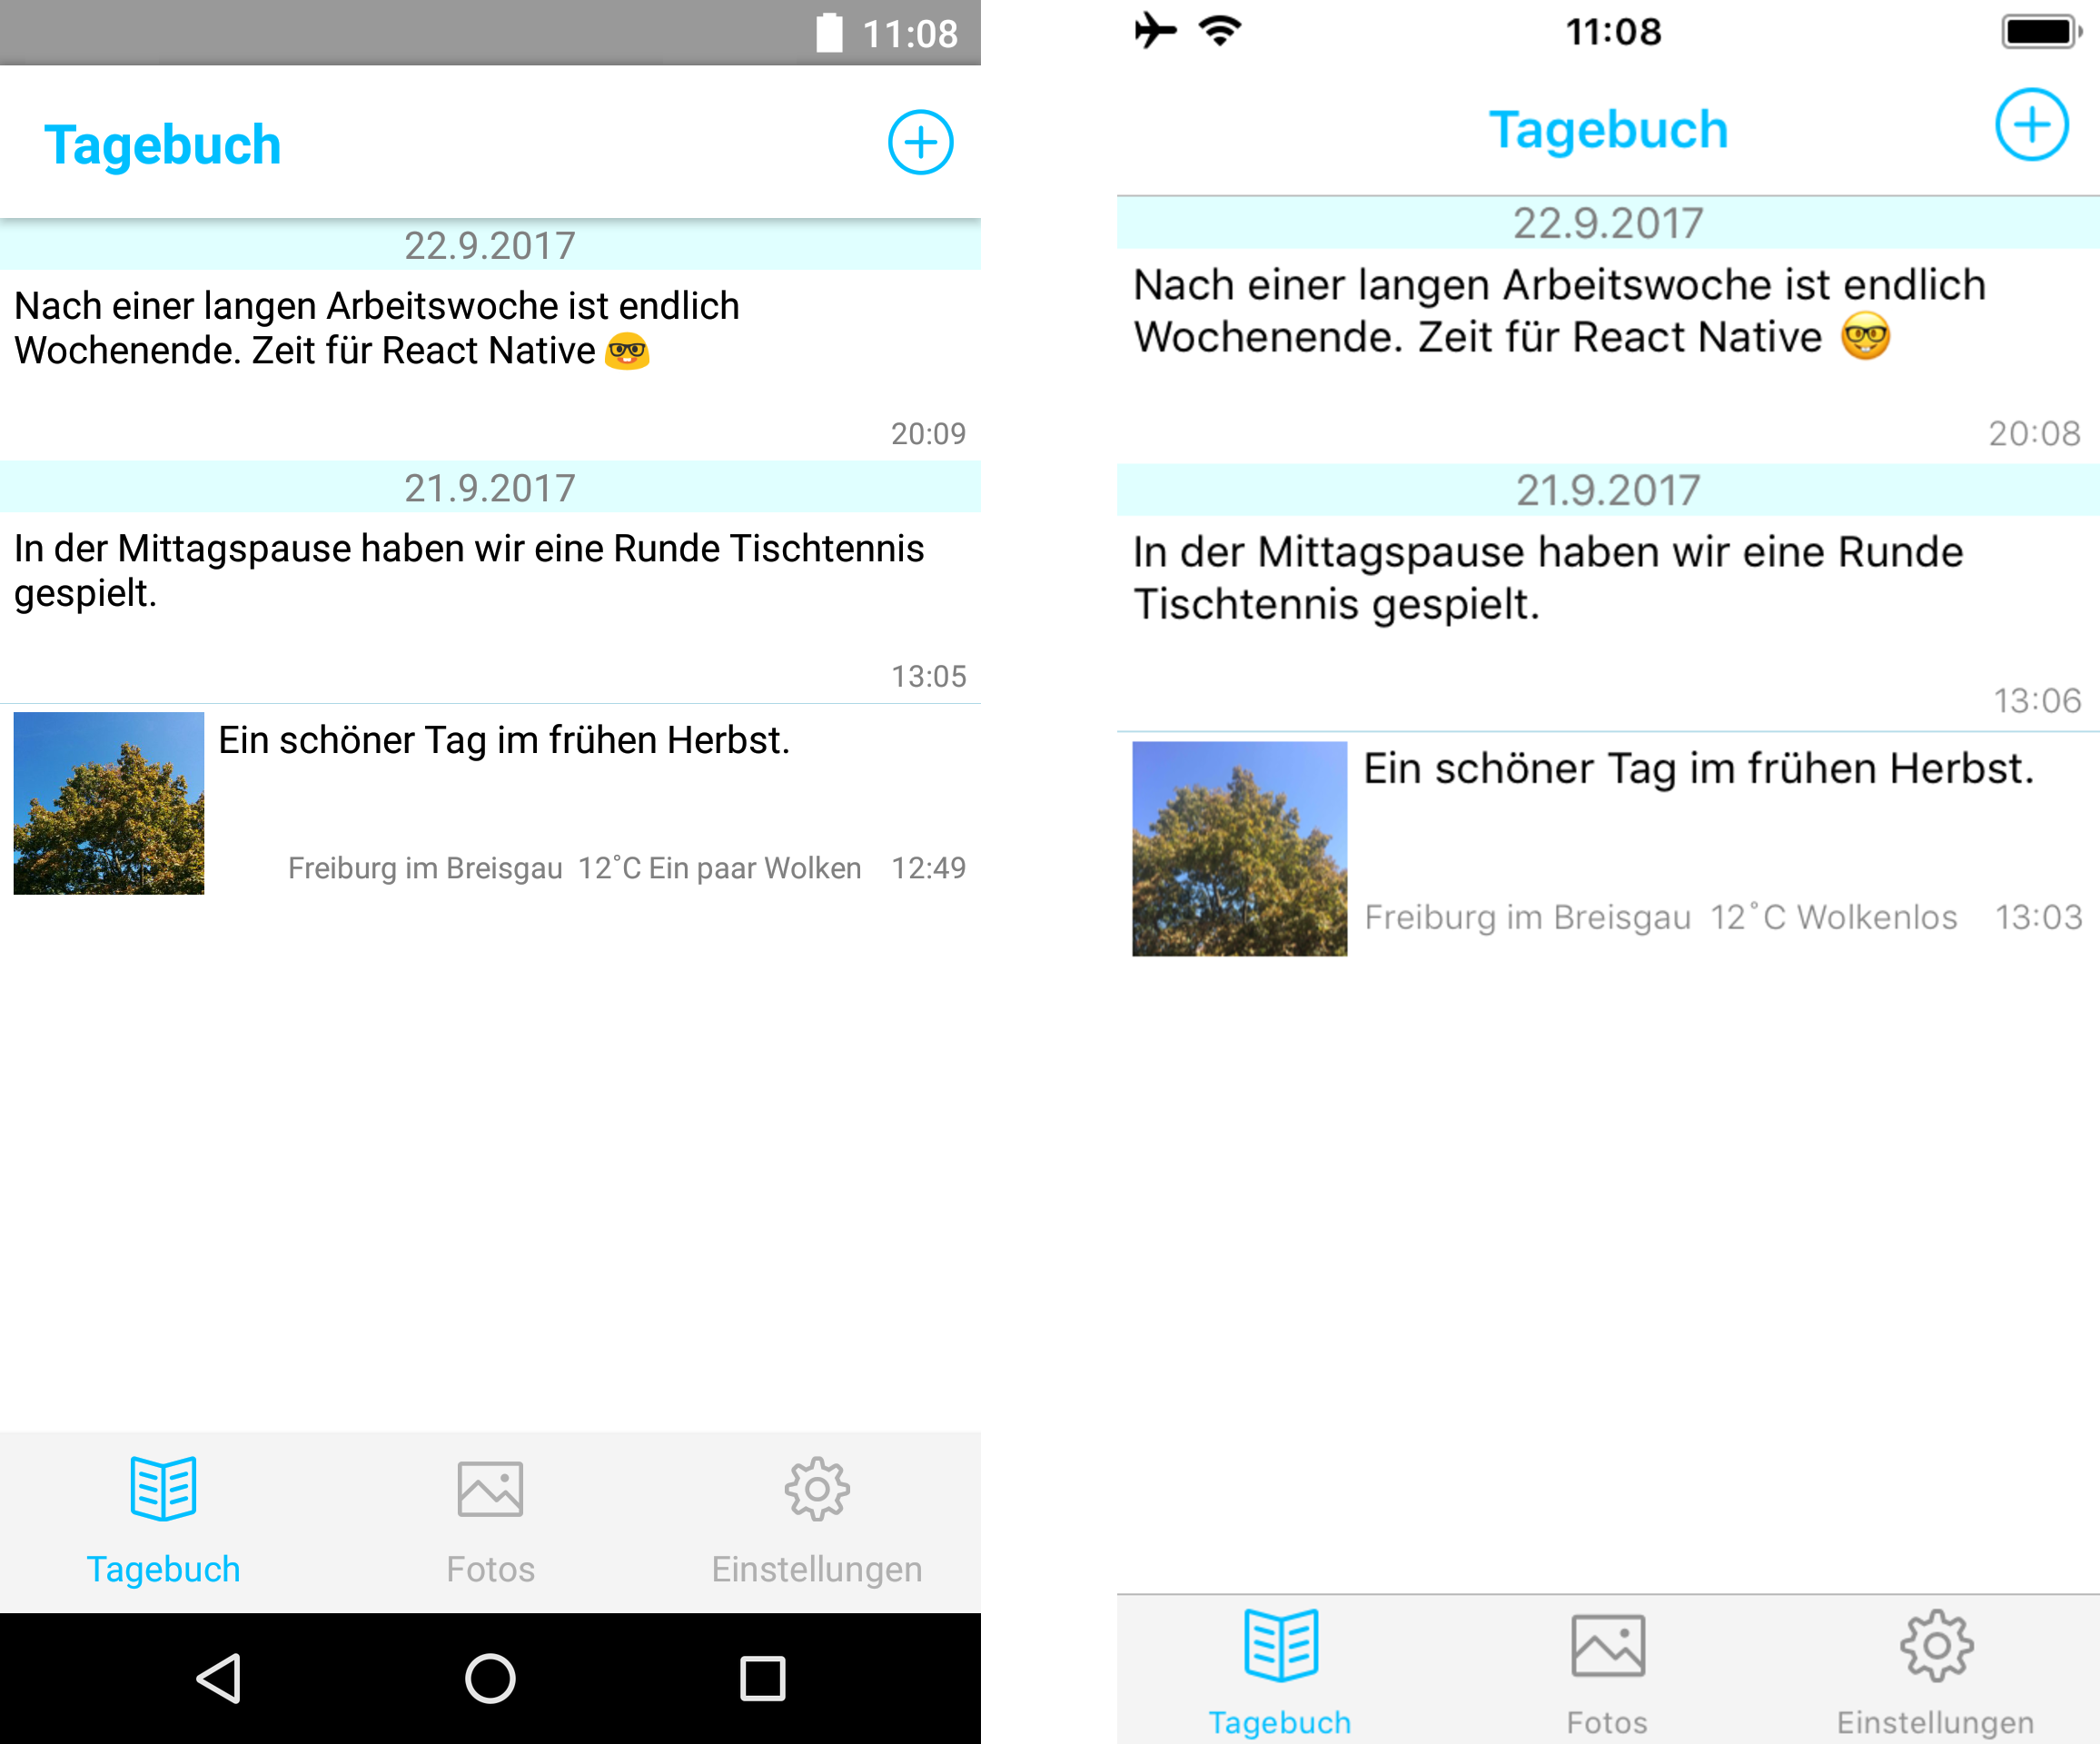 11:08
Tagebuch
22.9.2017
Nach einer langen Arbeitswoche ist endlich
Wochenende. Zeit für React Native 🤓
20:09
21.9.2017
In der Mittagspause haben wir eine Runde Tischtennis
gespielt.
13:05
Ein schöner Tag im frühen Herbst.
Freiburg im Breisgau 12˚C Ein paar Wolken 12:49
Tagebuch Fotos Einstellungen
11:08
Tagebuch
22.9.2017
Nach einer langen Arbeitswoche ist endlich
Wochenende. Zeit für React Native 🤓
20:08
21.9.2017
In der Mittagspause haben wir eine Runde
Tischtennis gespielt.
13:06
Ein schöner Tag im frühen Herbst.
Freiburg im Breisgau 12˚C Wolkenlos 13:03
Tagebuch Fotos Einstellungen